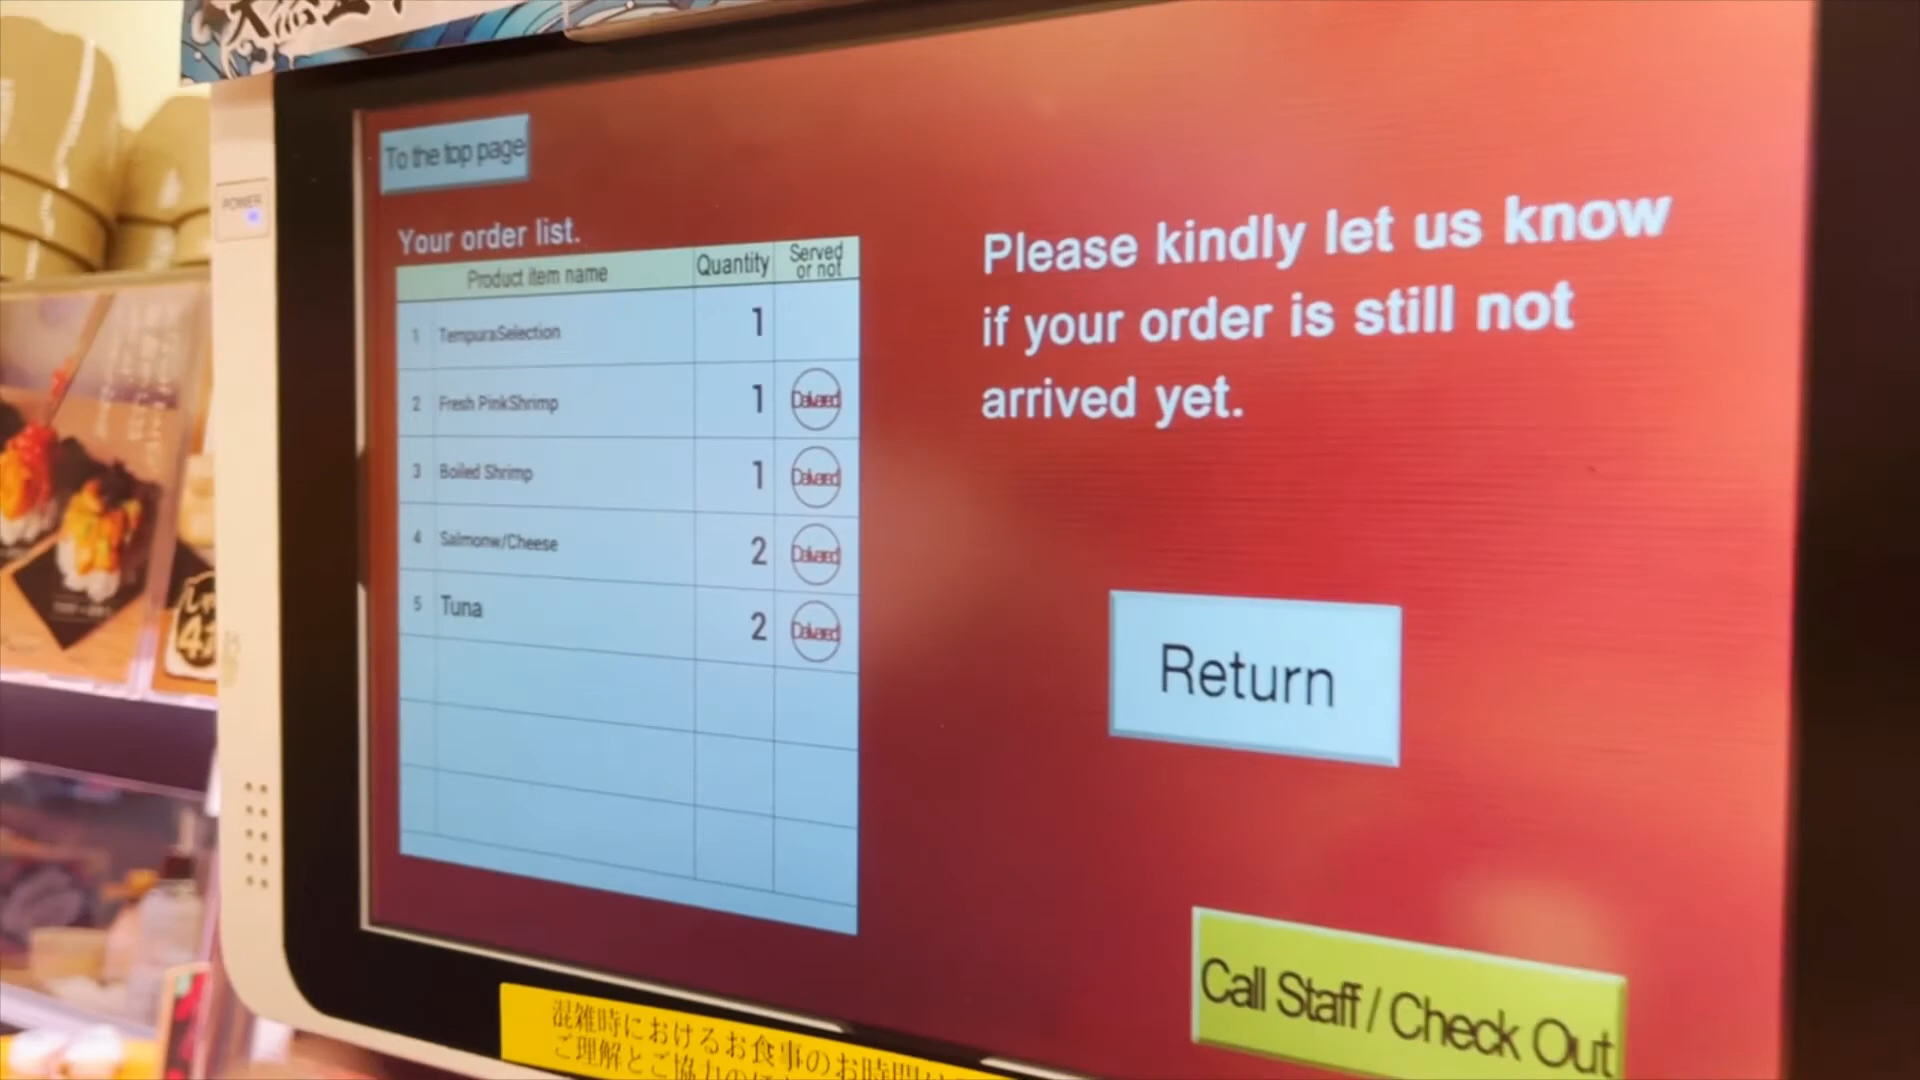 POWER
To the top page
Your order list.
Product item name Quantity Served or not
1 TempuraSelection 1
2 Fresh PinkShrimp 1 Delivered
3 Boiled Shrimp 1 Delivered
4 Salmonw/Cheese 2 Delivered
5 Tuna 2 Delivered
Please kindly let us know
if your order is still not
arrived yet.
Return
Call Staff / Check Out
混雑時におけるお食事のお時間は
ご理解とご協力の